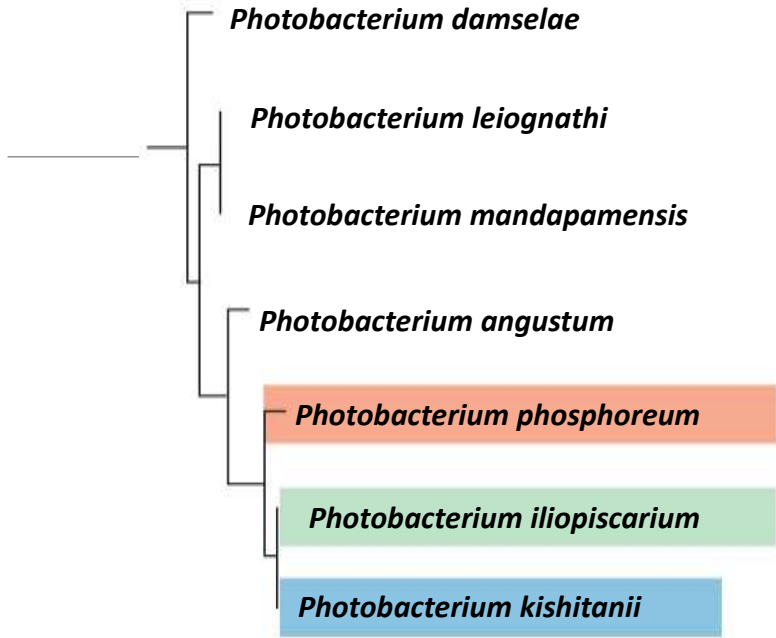 Photobacterium damselae
Photobacterium leiognathi
Photobacterium mandapamensis
Photobacterium angustum
Photobacterium phosphoreum
Photobacterium iliopiscarium
Photobacterium kishitanii